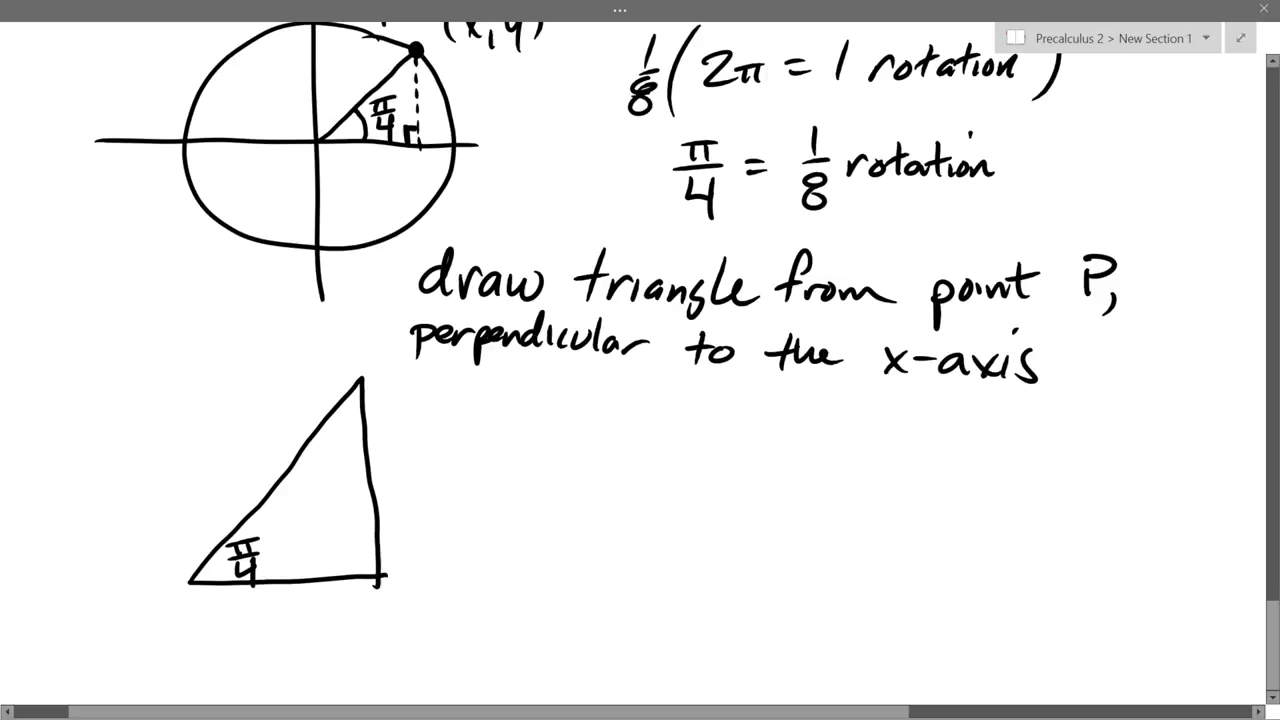 (x, y)
π/4
Precalculus 2 > New Section 1
1/8 ( 2π = 1 rotation )
π/4 = 1/8 rotation
draw triangle from point P,
perpendicular to the x-axis
π/4